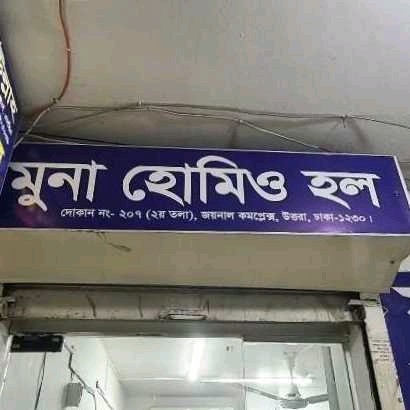 মুনা হোমিও হল
দোকান নং- ২০৭ (২য় তলা), জয়নাল কমপ্লেক্স, উত্তরা, ঢাকা-১২৩০।